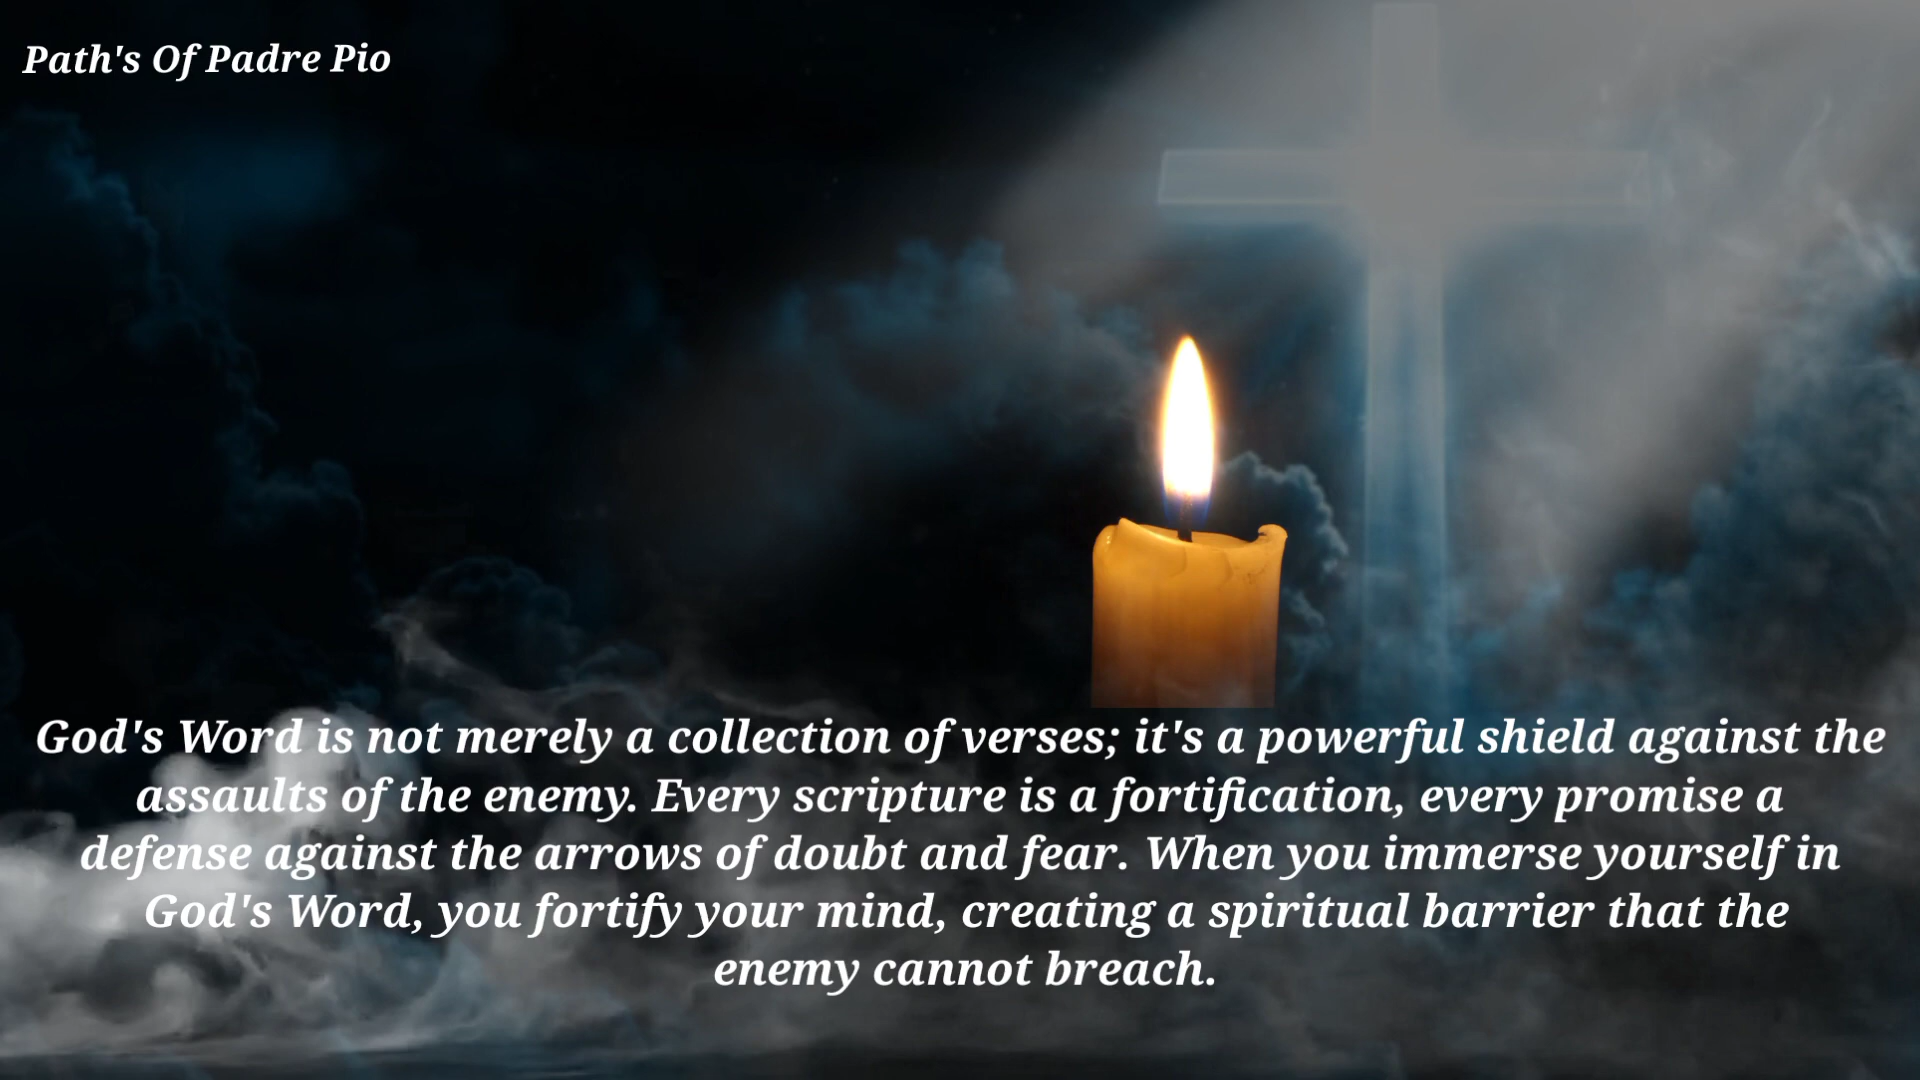 Path's Of Padre Pio
God's Word is not merely a collection of verses; it's a powerful shield against the
assaults of the enemy. Every scripture is a fortification, every promise a
defense against the arrows of doubt and fear. When you immerse yourself in
God's Word, you fortify your mind, creating a spiritual barrier that the
enemy cannot breach.